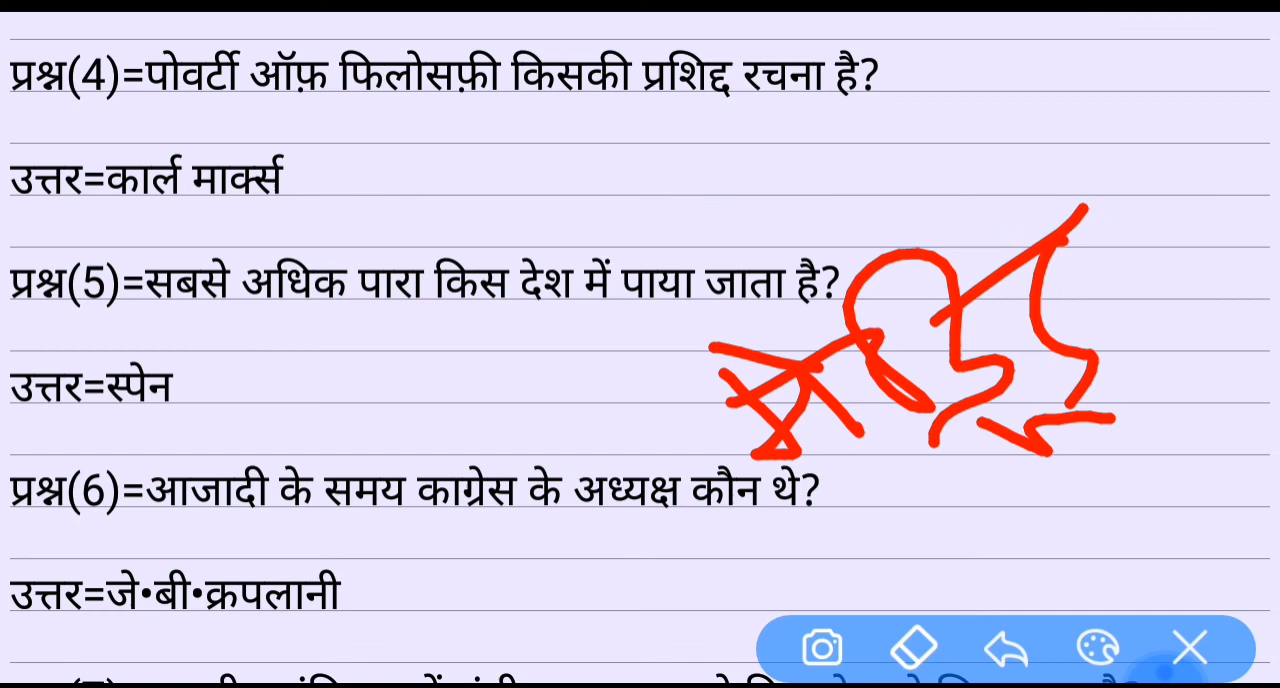 प्रश्न(4)=पोवर्टी ऑफ़ फिलोसफ़ी किसकी प्रशिद्द रचना है?
उत्तर=कार्ल मार्क्स
प्रश्न(5)=सबसे अधिक पारा किस देश में पाया जाता है?
उत्तर=स्पेन
प्रश्न(6)=आजादी के समय काग्रेस के अध्यक्ष कौन थे?
उत्तर=जे•बी•क्रपलानी